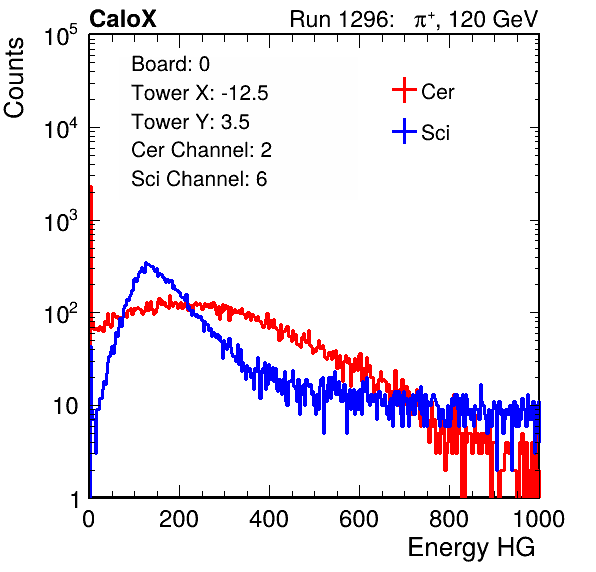 CaloX Run 1296: π⁺, 120 GeV
Counts
10⁵
10⁴
10³
10²
10
1
Board: 0
Tower X: -12.5
Tower Y: 3.5
Cer Channel: 2
Sci Channel: 6
Cer
Sci
0 200 400 600 800 1000
Energy HG